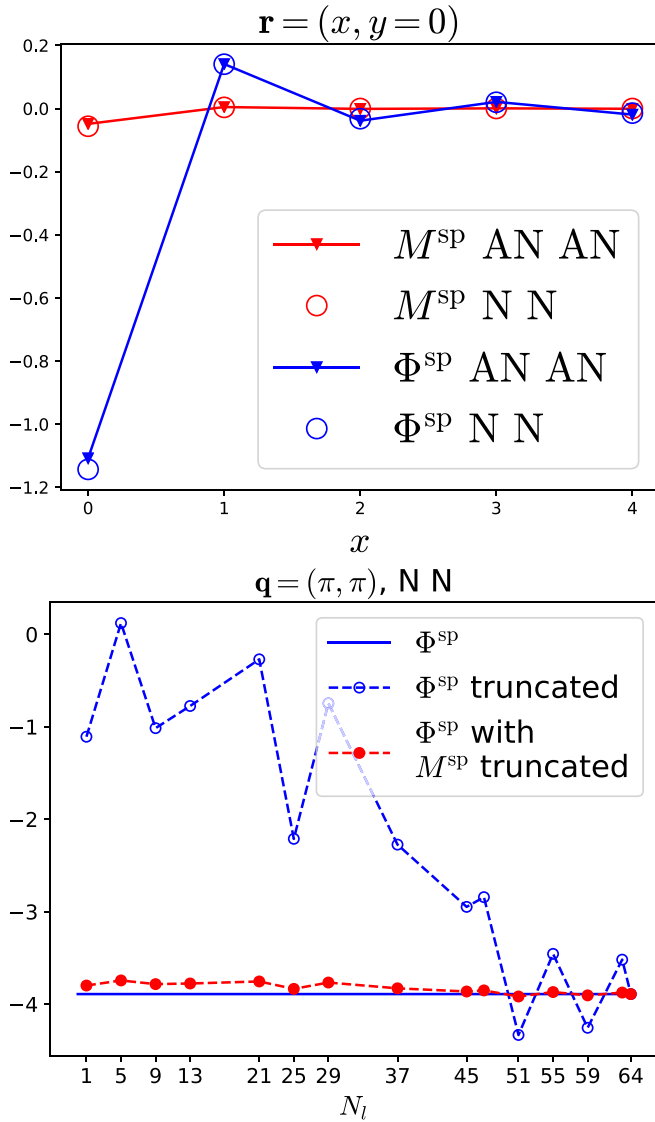 r = (x, y = 0)
0.2
0.0
−0.2
−0.4
−0.6
−0.8
−1.0
−1.2
M^sp AN AN
M^sp N N
Φ^sp AN AN
Φ^sp N N
0 1 2 3 4
x
q = (π, π), N N
0
−1
−2
−3
−4
Φ^sp
Φ^sp truncated
Φ^sp with
M^sp truncated
1 5 9 13 21 25 29 37 45 51 55 59 64
N_l